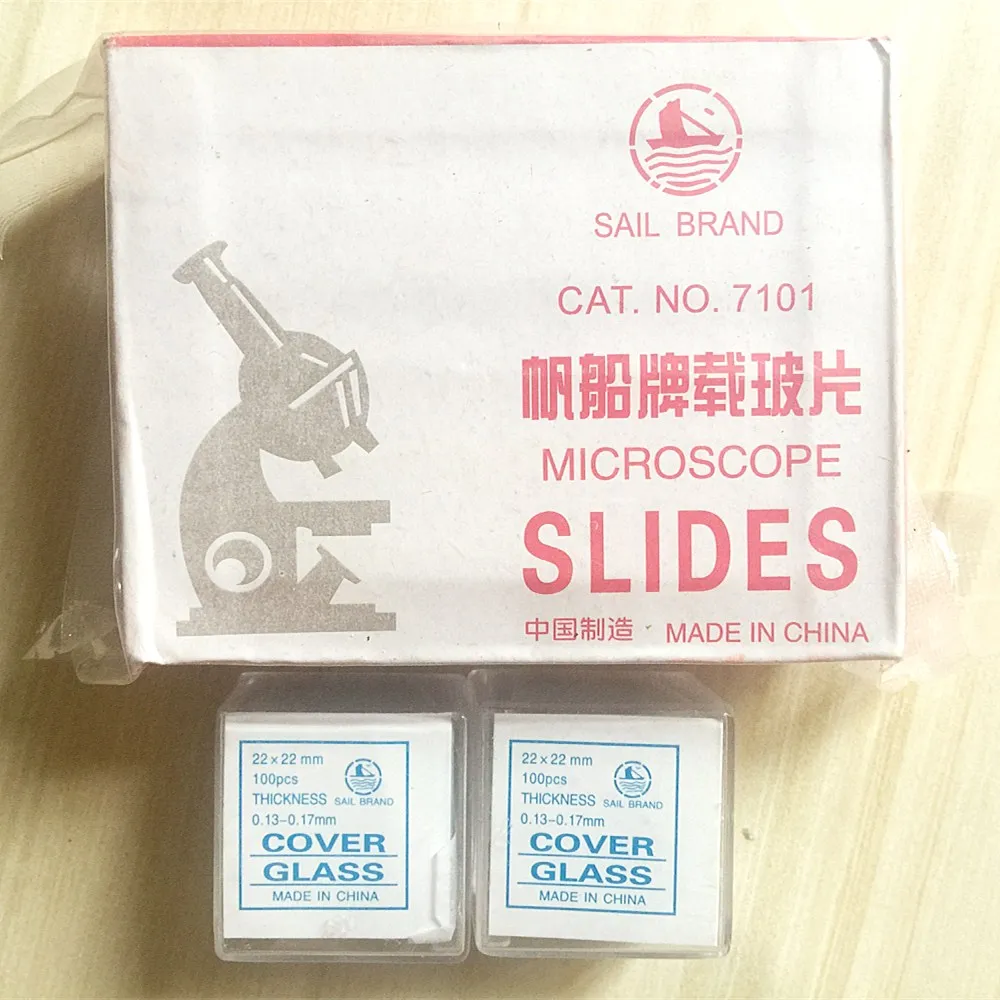 SAIL BRAND
CAT. NO. 7101
帆船牌载玻片
MICROSCOPE
SLIDES
中国制造 MADE IN CHINA
22×22 mm
100pcs
THICKNESS SAIL BRAND
0.13-0.17mm
COVER
GLASS
MADE IN CHINA
22×22 mm
100pcs
THICKNESS SAIL BRAND
0.13-0.17mm
COVER
GLASS
MADE IN CHINA